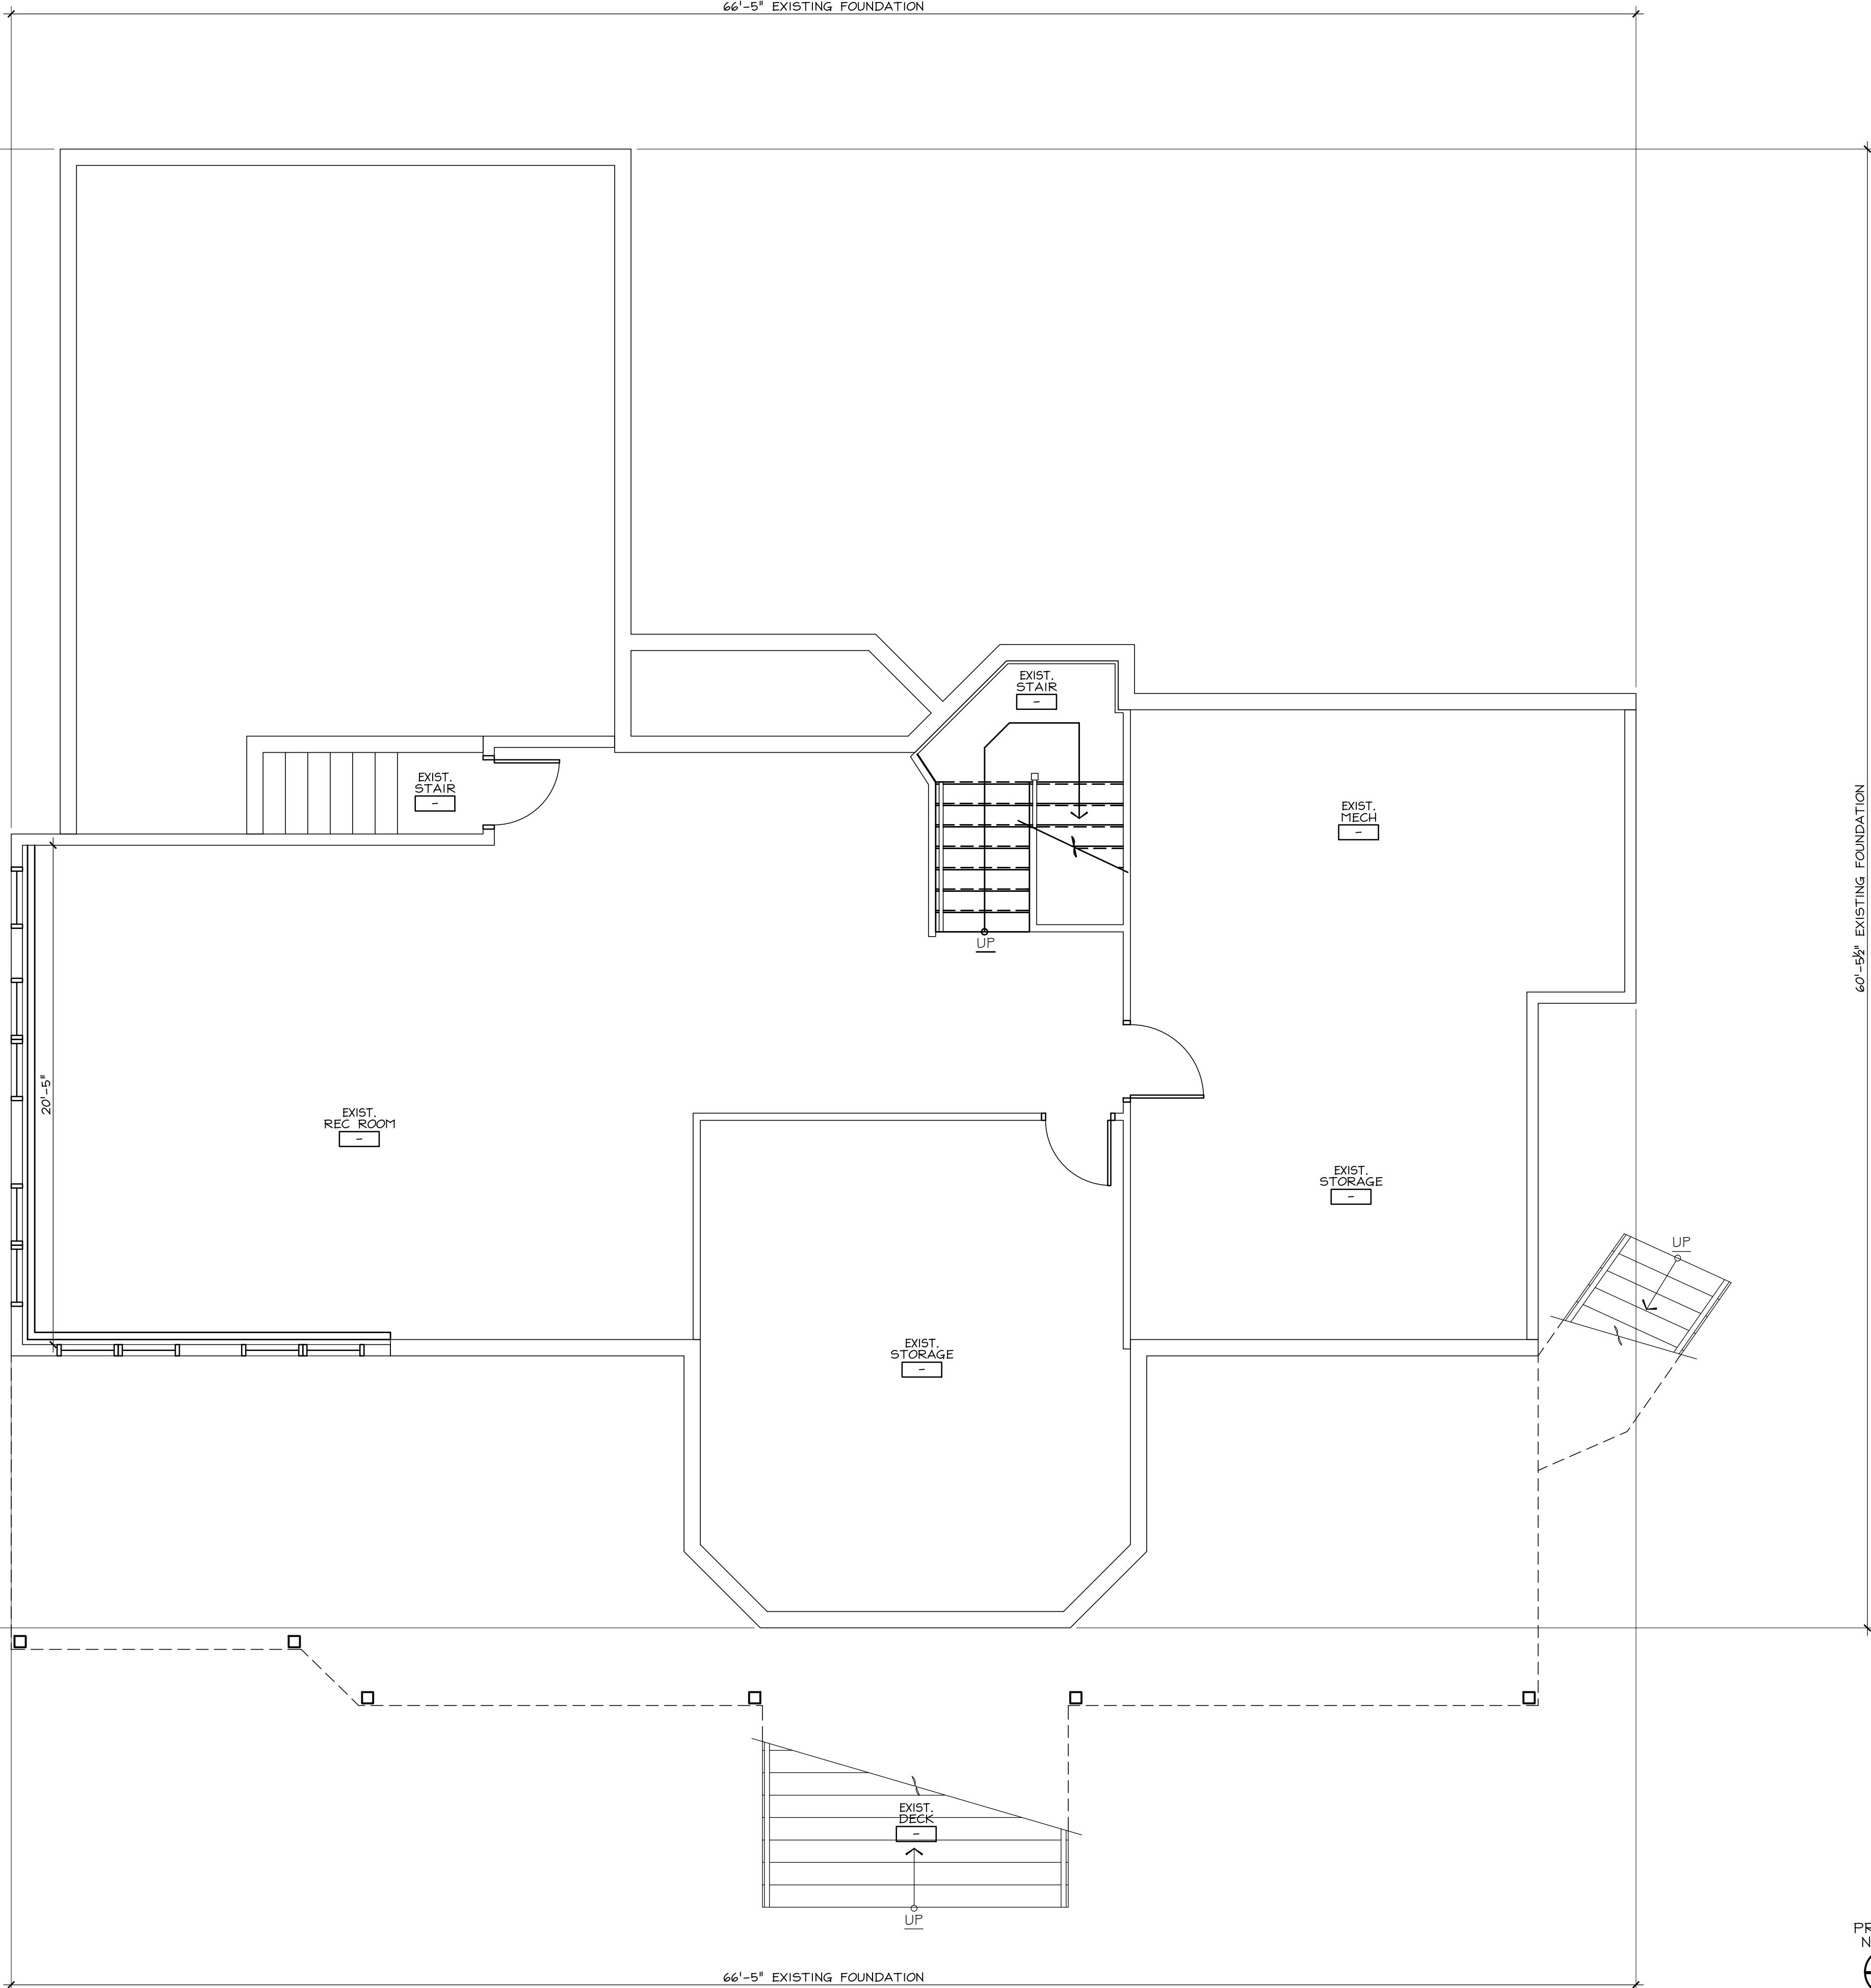 66'-5" EXISTING FOUNDATION
EXIST.
STAIR
-
EXIST.
STAIR
-
EXIST.
MECH
-
60'-5½" EXISTING FOUNDATION
UP
20'-5"
EXIST.
REC ROOM
-
EXIST.
STORAGE
-
UP
EXIST.
STORAGE
-
EXIST.
DECK
-
UP
66'-5" EXISTING FOUNDATION